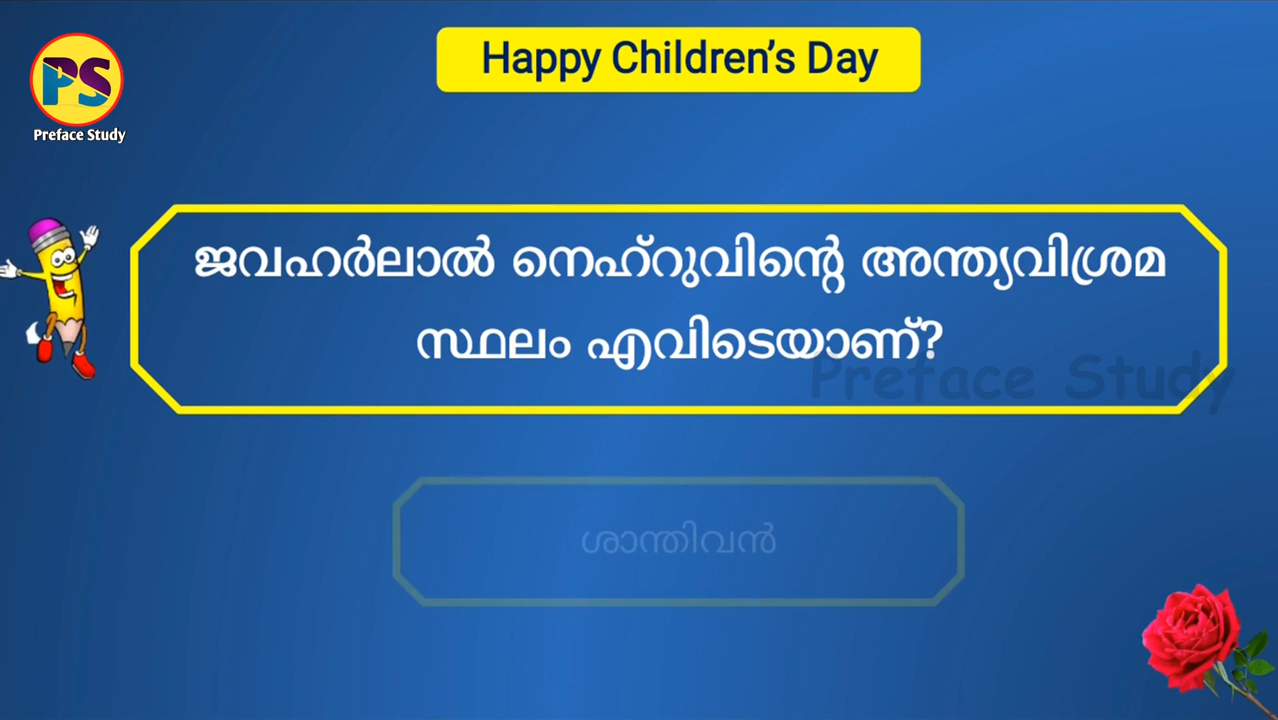 Happy Children’s Day
PS
Preface Study
ജവഹർലാൽ നെഹ്റുവിന്റെ അന്ത്യവിശ്രമ
സ്ഥലം എവിടെയാണ്?
Preface Study
ശാന്തിവൻ